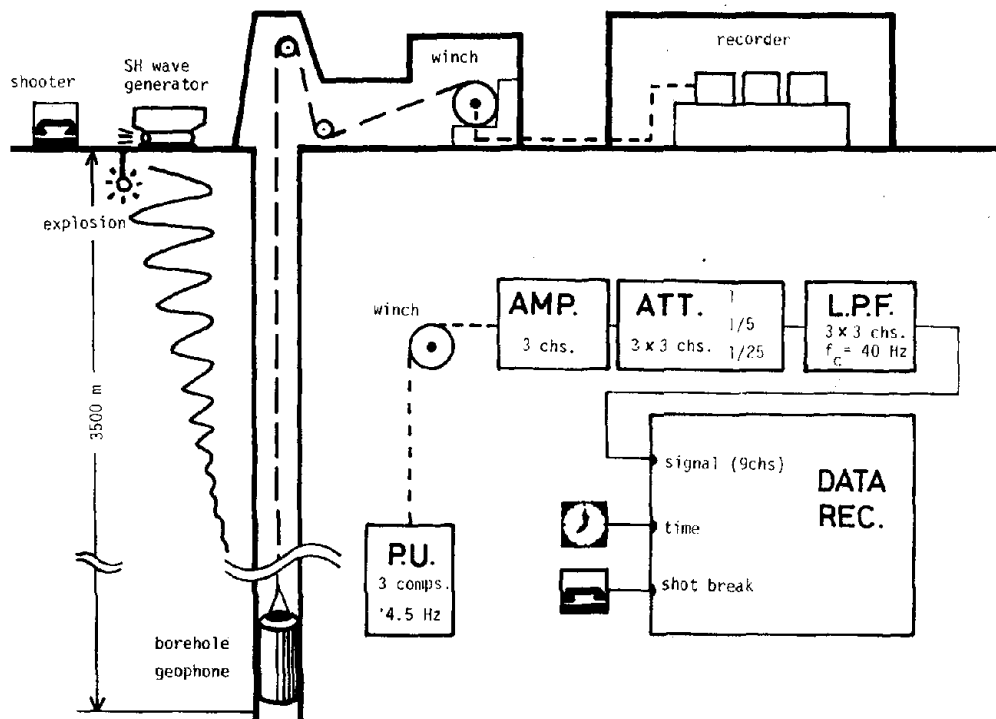 shooter
SH wave
generator
winch
recorder
explosion
3500 m
winch
AMP.
3 chs.
ATT.
3 x 3 chs.
1
1/5
1/25
L.P.F.
3 x 3 chs.
fc= 40 Hz
signal (9chs)
DATA
REC.
time
shot break
P.U.
3 comps.
4.5 Hz
borehole
geophone